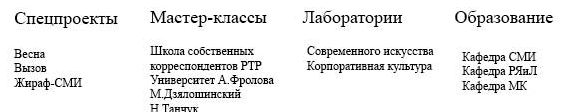 Спецпроекты
Весна
Вызов
Жираф-СМИ
Мастер-классы
Школа собственных
корреспондентов РТР
Университет А.Фролова
М.Дзялошинский
Н.Танчук
Лаборатории
Современного искусства
Корпоративная культура
Образование
Кафедра СМИ
Кафедра РЯиЛ
Кафедра МК